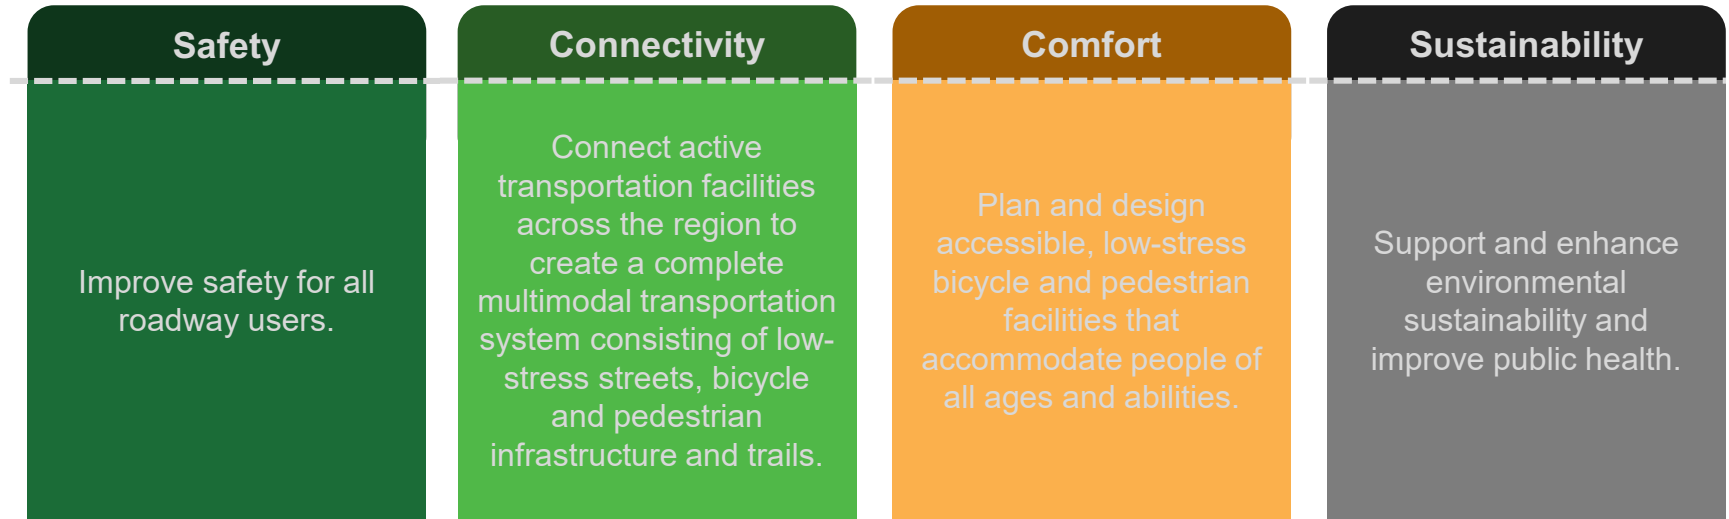 Safety
Improve safety for all
roadway users.
Connectivity
Connect active
transportation facilities
across the region to
create a complete
multimodal transportation
system consisting of low-
stress streets, bicycle
and pedestrian
infrastructure and trails.
Comfort
Plan and design
accessible, low-stress
bicycle and pedestrian
facilities that
accommodate people of
all ages and abilities.
Sustainability
Support and enhance
environmental
sustainability and
improve public health.